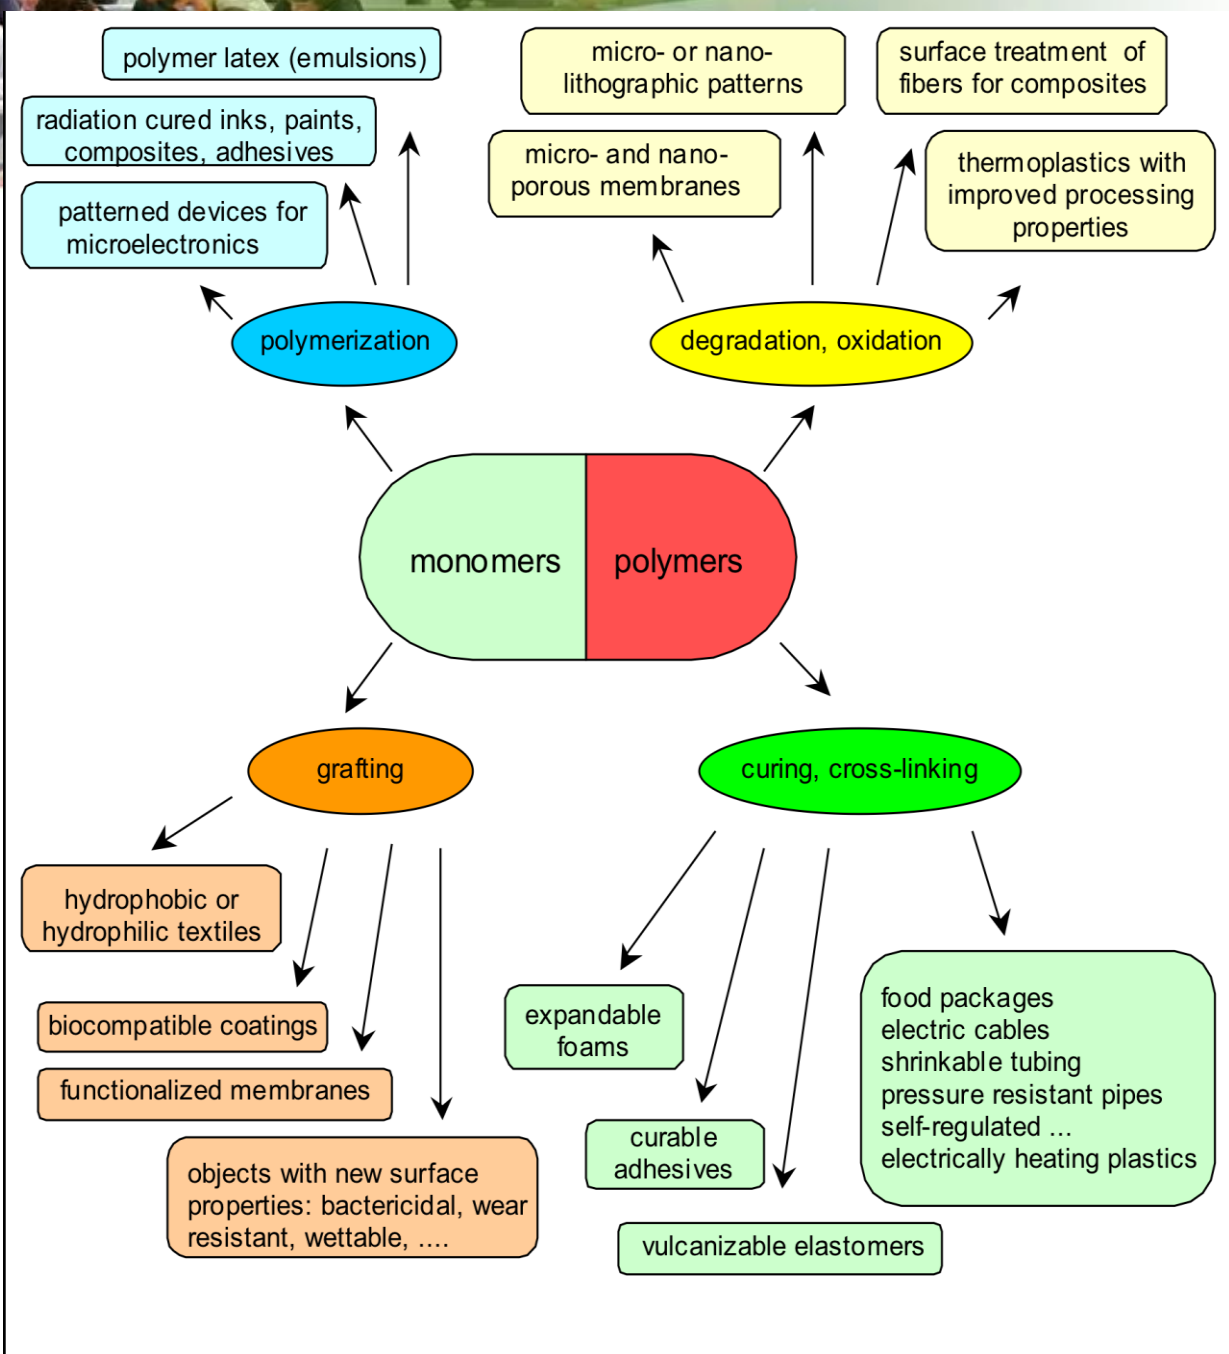 polymer latex (emulsions)
radiation cured inks, paints,
composites, adhesives
patterned devices for
microelectronics
micro- or nano-
lithographic patterns
surface treatment of
fibers for composites
micro- and nano-
porous membranes
thermoplastics with
improved processing
properties
polymerization
degradation, oxidation
monomers
polymers
grafting
curing, cross-linking
hydrophobic or
hydrophilic textiles
biocompatible coatings
functionalized membranes
objects with new surface
properties: bactericidal, wear
resistant, wettable, ....
expandable
foams
curable
adhesives
vulcanizable elastomers
food packages
electric cables
shrinkable tubing
pressure resistant pipes
self-regulated ...
electrically heating plastics